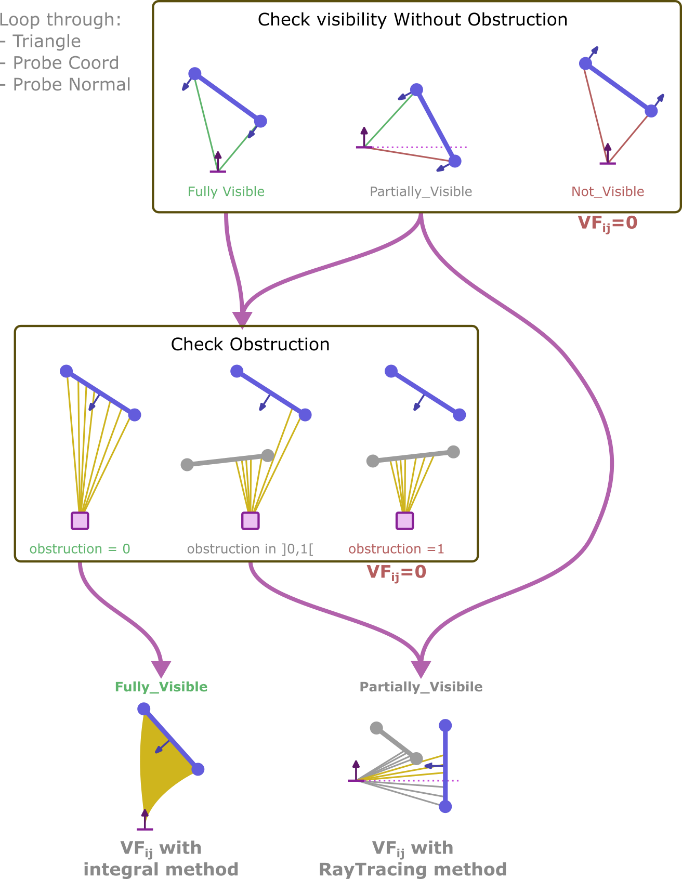 Loop through:
- Triangle
- Probe Coord
- Probe Normal
Check visibility Without Obstruction
Fully Visible
Partially_Visible
Not_Visible
VFij=0
Check Obstruction
obstruction = 0
obstruction in ]0,1[
obstruction =1
VFij=0
Fully_Visible
Partially_Visibile
VFij with
integral method
VFij with
RayTracing method